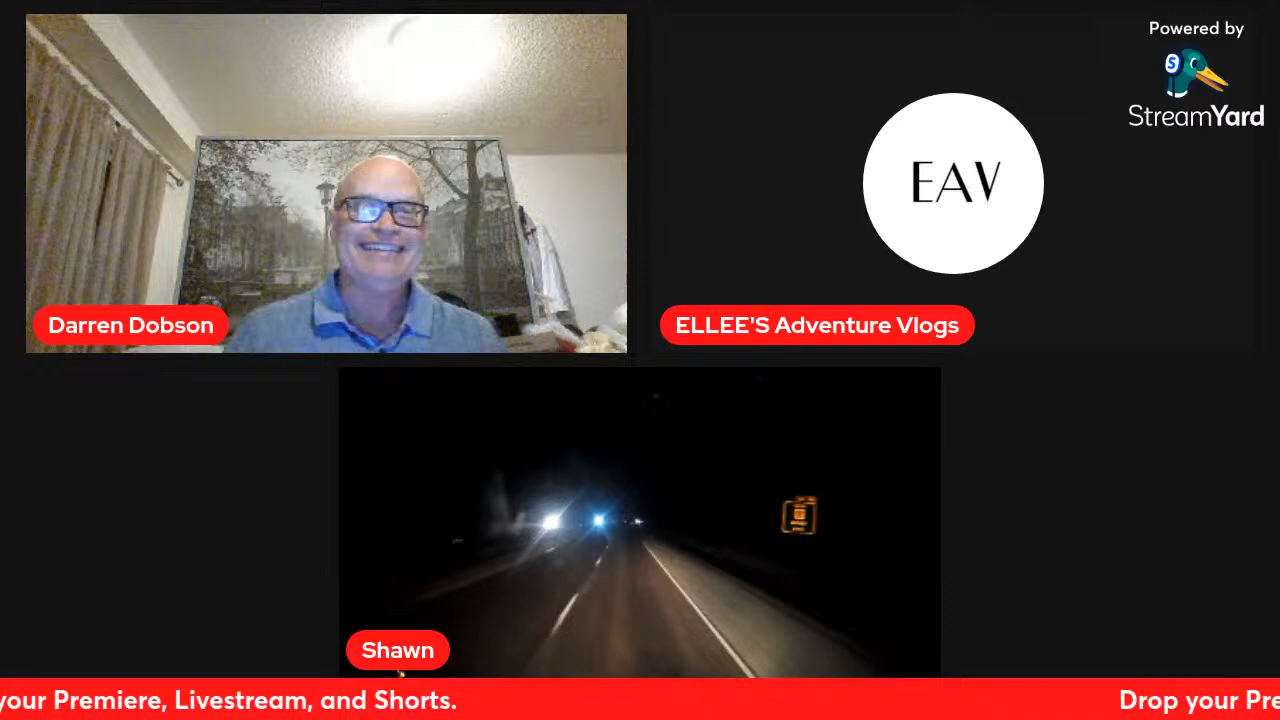 Powered by
S
StreamYard
EAV
Darren Dobson
ELLEE'S Adventure Vlogs
Shawn
your Premiere, Livestream, and Shorts.
Drop your Pre